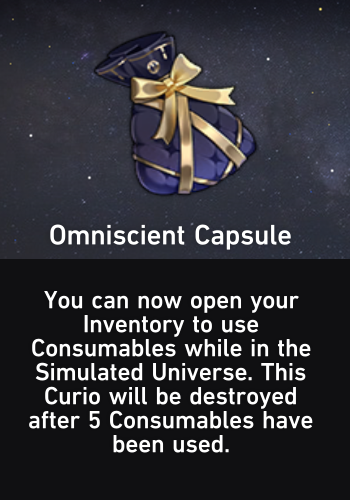 Omniscient Capsule
You can now open your
Inventory to use
Consumables while in the
Simulated Universe. This
Curio will be destroyed
after 5 Consumables have
been used.